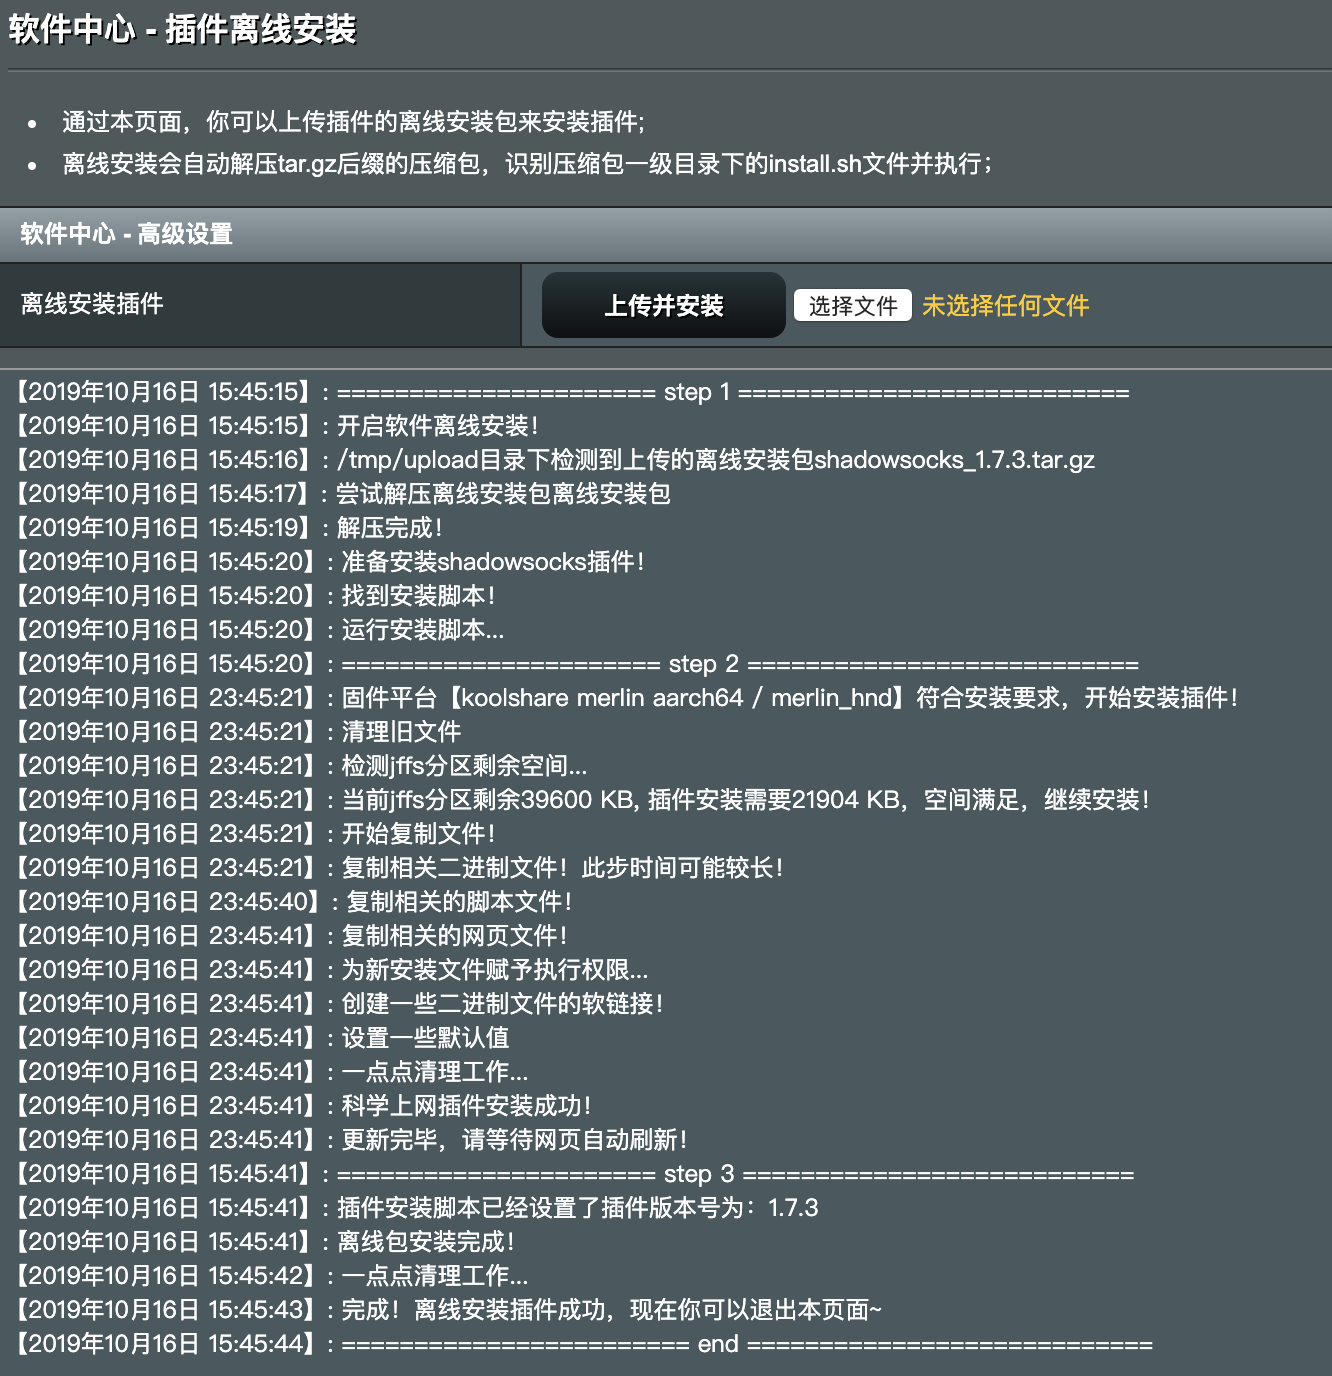 软件中心 - 插件离线安装
通过本页面，你可以上传插件的离线安装包来安装插件;
离线安装会自动解压tar.gz后缀的压缩包，识别压缩包一级目录下的install.sh文件并执行；
软件中心 - 高级设置
离线安装插件 上传并安装 选择文件 未选择任何文件
【2019年10月16日 15:45:15】: ====================== step 1 ===========================
【2019年10月16日 15:45:15】: 开启软件离线安装！
【2019年10月16日 15:45:16】: /tmp/upload目录下检测到上传的离线安装包shadowsocks_1.7.3.tar.gz
【2019年10月16日 15:45:17】: 尝试解压离线安装包离线安装包
【2019年10月16日 15:45:19】: 解压完成！
【2019年10月16日 15:45:20】: 准备安装shadowsocks插件！
【2019年10月16日 15:45:20】: 找到安装脚本！
【2019年10月16日 15:45:20】: 运行安装脚本...
【2019年10月16日 15:45:20】: ====================== step 2 ===========================
【2019年10月16日 23:45:21】: 固件平台【koolshare merlin aarch64 / merlin_hnd】符合安装要求，开始安装插件！
【2019年10月16日 23:45:21】: 清理旧文件
【2019年10月16日 23:45:21】: 检测jffs分区剩余空间...
【2019年10月16日 23:45:21】: 当前jffs分区剩余39600 KB, 插件安装需要21904 KB，空间满足，继续安装！
【2019年10月16日 23:45:21】: 开始复制文件！
【2019年10月16日 23:45:21】: 复制相关二进制文件！此步时间可能较长！
【2019年10月16日 23:45:40】: 复制相关的脚本文件！
【2019年10月16日 23:45:41】: 复制相关的网页文件！
【2019年10月16日 23:45:41】: 为新安装文件赋予执行权限...
【2019年10月16日 23:45:41】: 创建一些二进制文件的软链接！
【2019年10月16日 23:45:41】: 设置一些默认值
【2019年10月16日 23:45:41】: 一点点清理工作...
【2019年10月16日 23:45:41】: 科学上网插件安装成功！
【2019年10月16日 23:45:41】: 更新完毕，请等待网页自动刷新！
【2019年10月16日 15:45:41】: ====================== step 3 ===========================
【2019年10月16日 15:45:41】: 插件安装脚本已经设置了插件版本号为：1.7.3
【2019年10月16日 15:45:41】: 离线包安装完成！
【2019年10月16日 15:45:42】: 一点点清理工作...
【2019年10月16日 15:45:43】: 完成！离线安装插件成功，现在你可以退出本页面~
【2019年10月16日 15:45:44】: ======================== end ============================